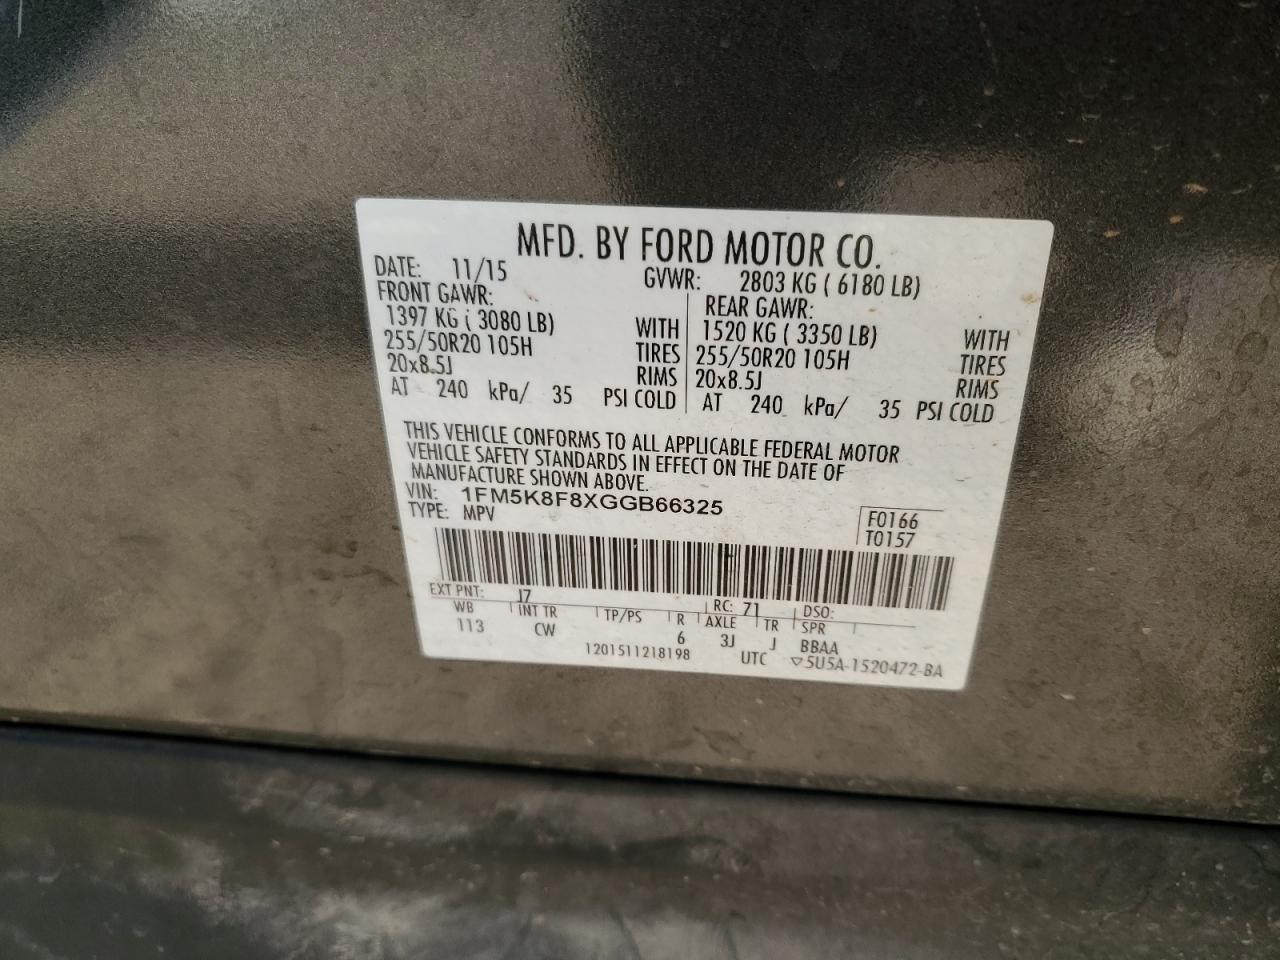 MFD. BY FORD MOTOR CO.
DATE: 11/15 GVWR: 2803 KG ( 6180 LB)
FRONT GAWR: REAR GAWR:
1397 KG ( 3080 LB) WITH 1520 KG ( 3350 LB) WITH
255/50R20 105H TIRES 255/50R20 105H TIRES
20x8.5J RIMS 20x8.5J RIMS
AT 240 kPa/ 35 PSI COLD AT 240 kPa/ 35 PSI COLD
THIS VEHICLE CONFORMS TO ALL APPLICABLE FEDERAL MOTOR
VEHICLE SAFETY STANDARDS IN EFFECT ON THE DATE OF
MANUFACTURE SHOWN ABOVE.
VIN: 1FM5K8F8XGGB66325
TYPE: MPV F0166
T0157
EXT PNT: J7 RC: 71 DSO:
WB INT TR TP/PS R AXLE TR SPR
113 CW 6 3J J BBAA
1201511218198 UTC ▽5U5A-1520472-BA